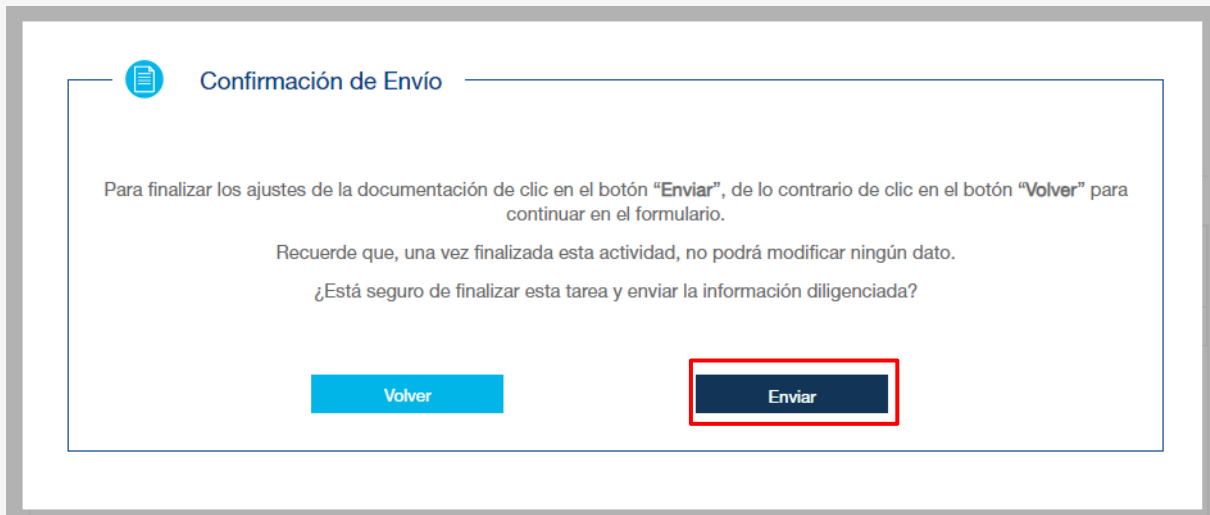 Confirmación de Envío
Para finalizar los ajustes de la documentación de clic en el botón “Enviar”, de lo contrario de clic en el botón “Volver” para
continuar en el formulario.
Recuerde que, una vez finalizada esta actividad, no podrá modificar ningún dato.
¿Está seguro de finalizar esta tarea y enviar la información diligenciada?
Volver
Enviar